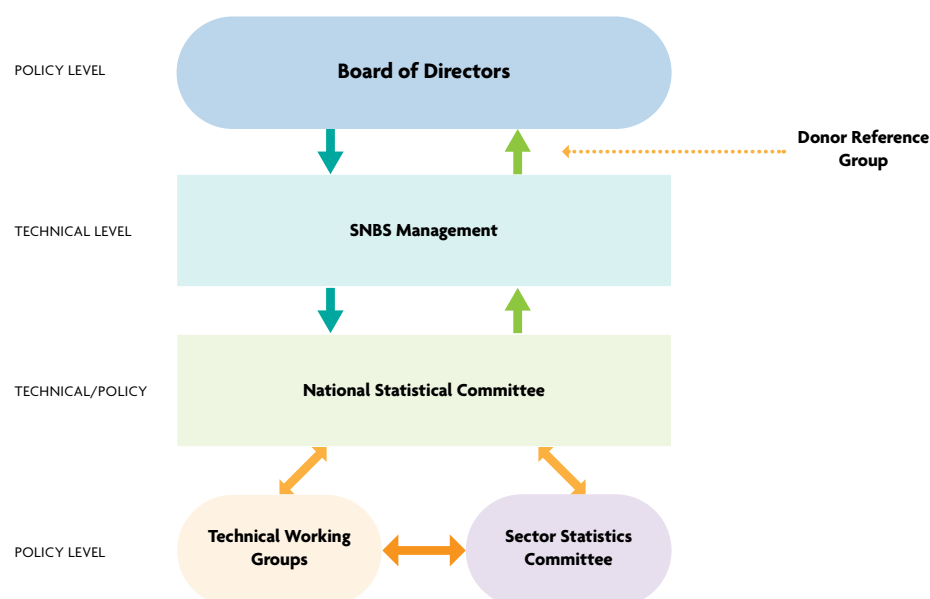 POLICY LEVEL
Board of Directors
Donor Reference
Group
TECHNICAL LEVEL
SNBS Management
TECHNICAL/POLICY
National Statistical Committee
POLICY LEVEL
Technical Working
Groups
Sector Statistics
Committee